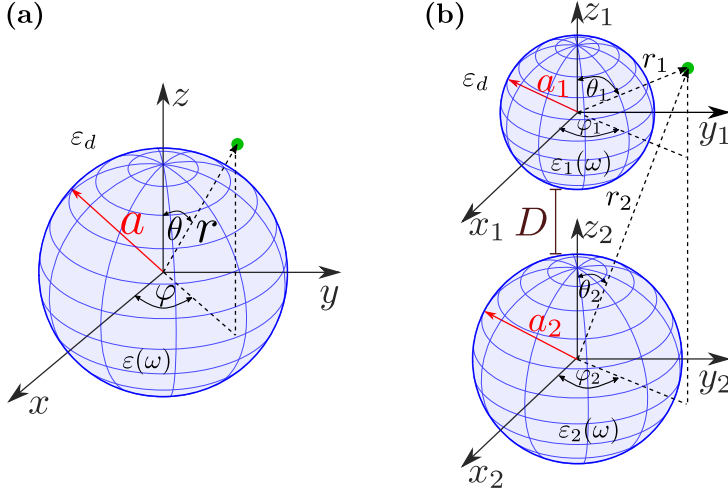 (a)
z
ε_d
a
θ
r
y
φ
ε(ω)
x
(b)
z_1
r_1
ε_d
a_1
θ_1
y_1
φ_1
ε_1(ω)
r_2
x_1
D
z_2
θ_2
a_2
φ_2
y_2
ε_2(ω)
x_2